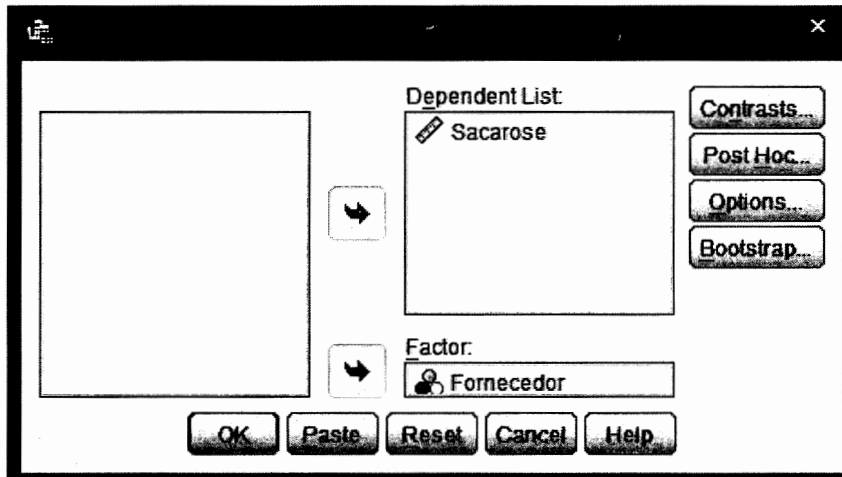 Dependent List:
Sacarose
Contrasts...
Post Hoc...
Options...
Bootstrap...
Factor:
Fornecedor
OK
Paste
Reset
Cancel
Help